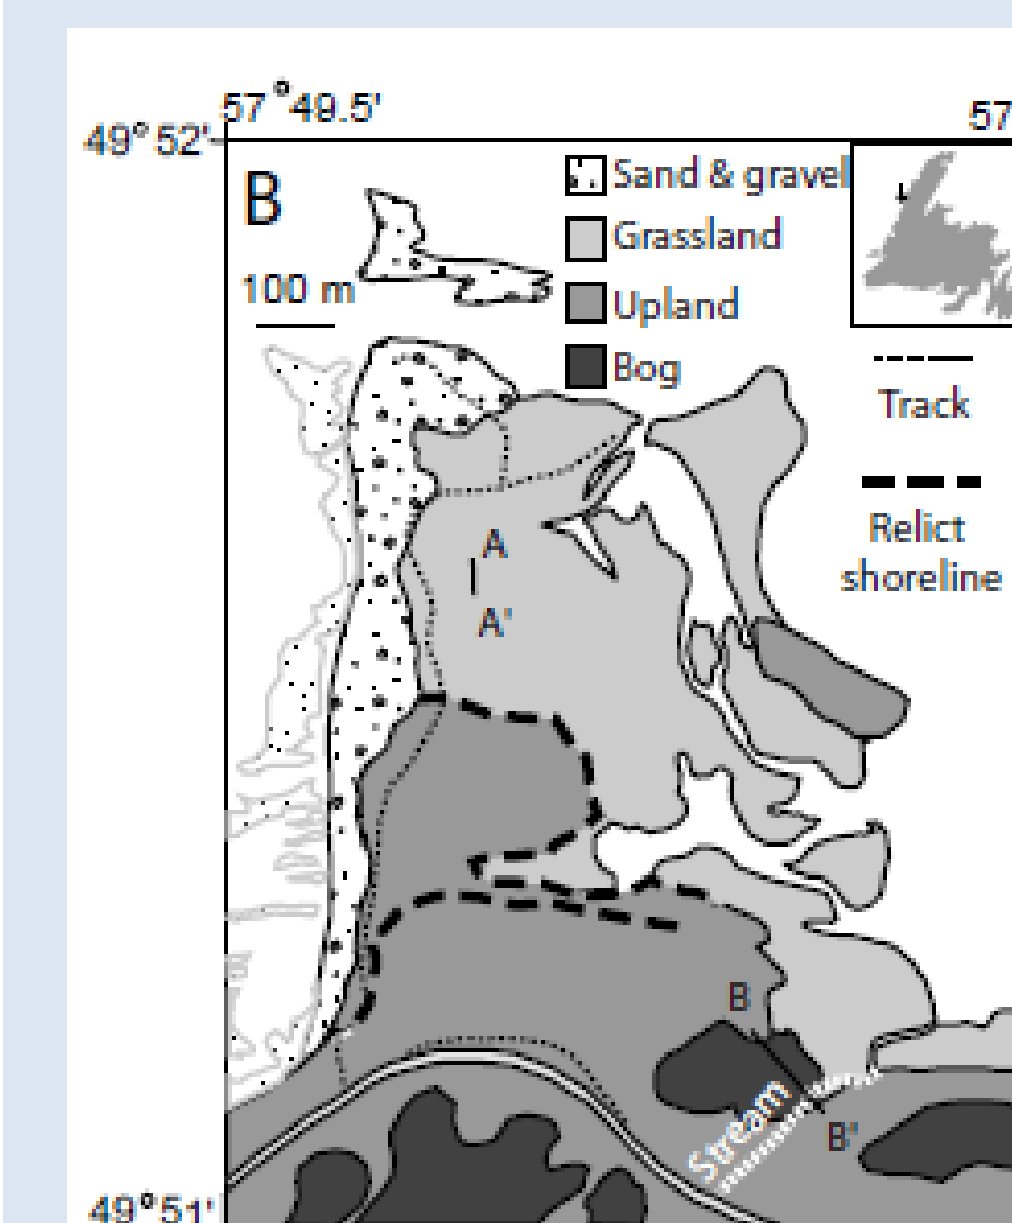 57°49.5'
57
49°52'
B
Sand & gravel
Grassland
100 m
Upland
Bog
Track
Relict
shoreline
A
A'
B
Stream
B'
49°51'